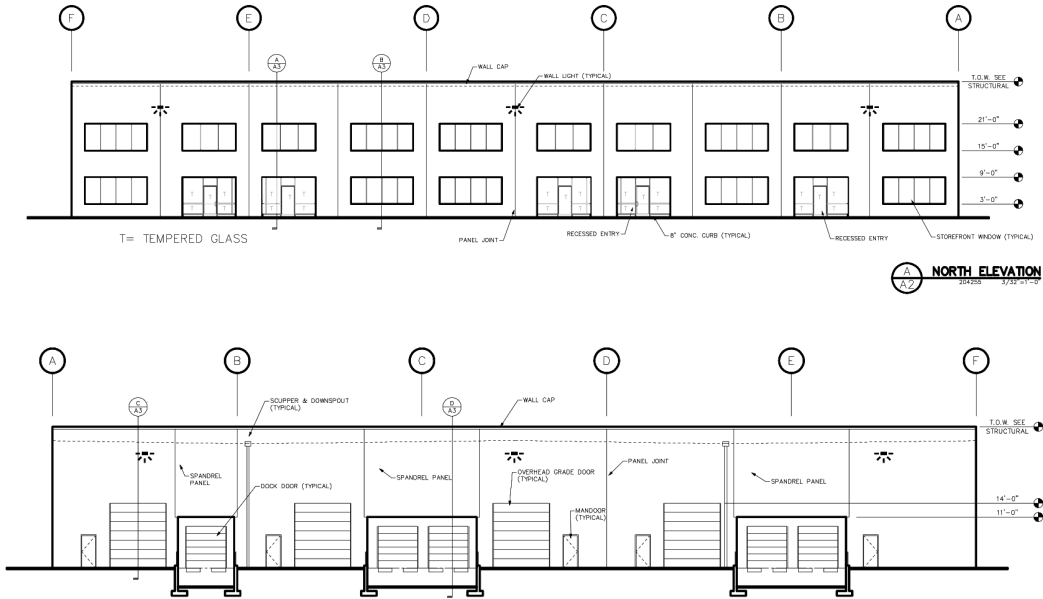 F
E
D
C
B
A
A
A3
B
A3
WALL CAP
WALL LIGHT (TYPICAL)
T.O.W. SEE
STRUCTURAL
21'-0"
15'-0"
9'-0"
3'-0"
T T T T
T T T T
T T T T
T T T T
T T T T
T T T T
T T T T
T T T T
T T T T
T T T T
T= TEMPERED GLASS
PANEL JOINT
RECESSED ENTRY
8" CONC. CURB (TYPICAL)
RECESSED ENTRY
STOREFRONT WINDOW (TYPICAL)
A
A2
NORTH ELEVATION
204255 3/32"=1'-0"
A
B
C
D
E
F
C
A3
D
A3
SCUPPER & DOWNSPOUT
(TYPICAL)
WALL CAP
T.O.W. SEE
STRUCTURAL
SPANDREL
PANEL
DOCK DOOR (TYPICAL)
SPANDREL PANEL
OVERHEAD GRADE DOOR
(TYPICAL)
PANEL JOINT
SPANDREL PANEL
MANDOOR
(TYPICAL)
14'-0"
11'-0"